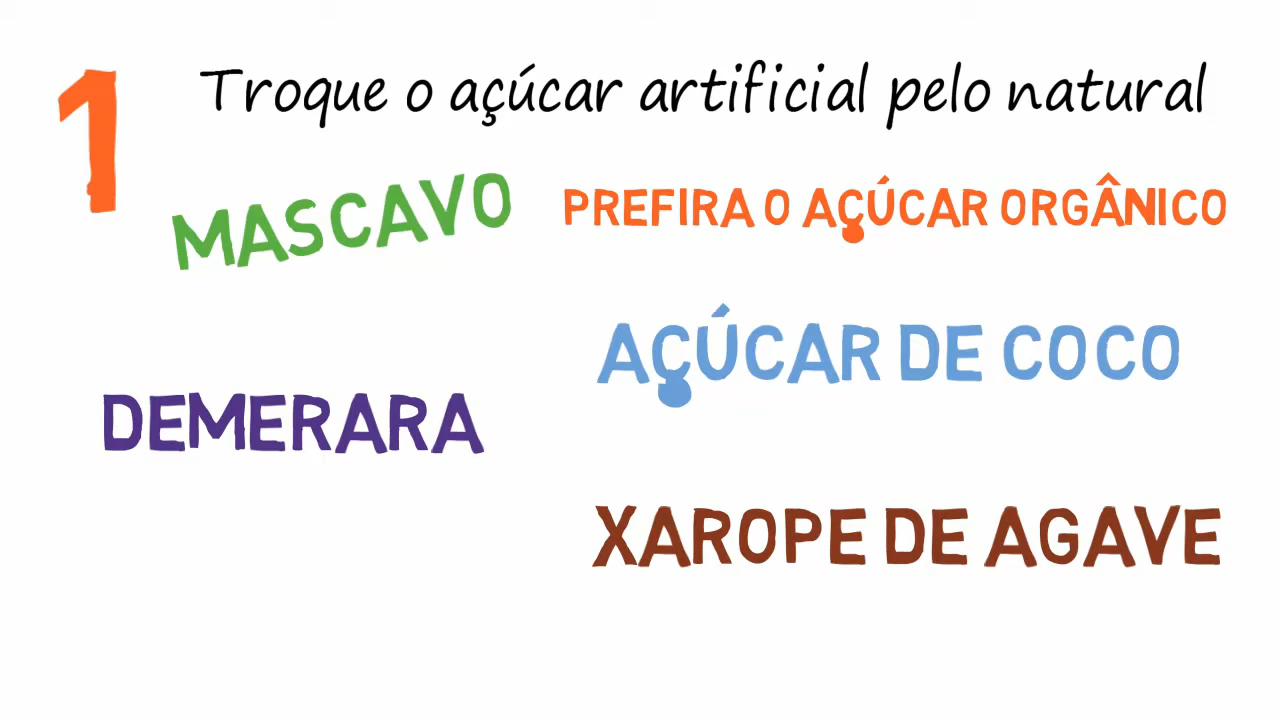 1
Troque o açúcar artificial pelo natural
MASCAVO
PREFIRA O AÇÚCAR ORGÂNICO
AÇÚCAR DE COCO
DEMERARA
XAROPE DE AGAVE